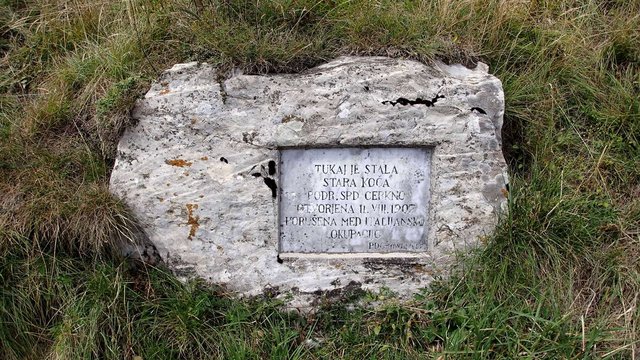 TUKAJ JE STALA
STARA KOČA
PODR. SPD CERKNO
OTVORJENA 11. VIII. 1907
PORUŠENA MED ITALIJANSKO
OKUPACIJO